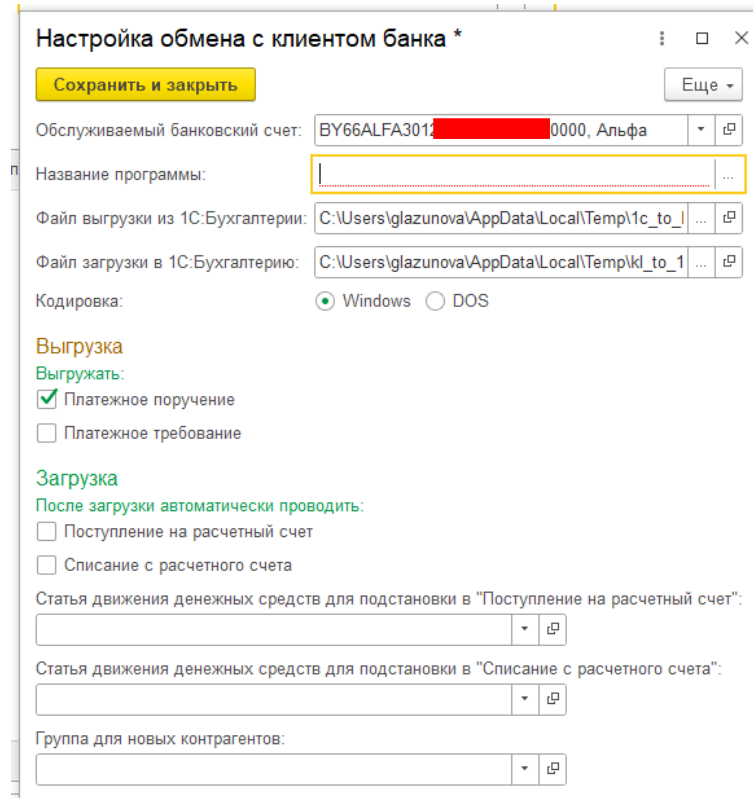 Настройка обмена с клиентом банка *
Сохранить и закрыть
Еще
Обслуживаемый банковский счет: BY66ALFA3012 0000, Альфа
Название программы:
Файл выгрузки из 1С:Бухгалтерии: C:\Users\glazunova\AppData\Local\Temp\1c_to_
Файл загрузки в 1С:Бухгалтерию: C:\Users\glazunova\AppData\Local\Temp\kl_to_1
Кодировка: Windows DOS
Выгрузка
Выгружать:
Платежное поручение
Платежное требование
Загрузка
После загрузки автоматически проводить:
Поступление на расчетный счет
Списание с расчетного счета
Статья движения денежных средств для подстановки в "Поступление на расчетный счет":
Статья движения денежных средств для подстановки в "Списание с расчетного счета":
Группа для новых контрагентов: